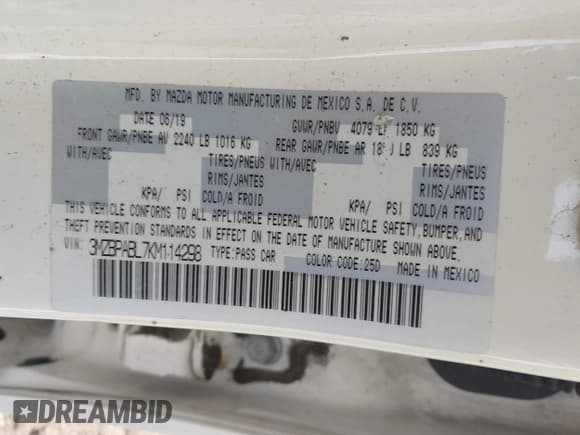 MFD. BY MAZDA MOTOR MANUFACTURING DE MEXICO S.A. DE C.V.
DATE 06/19 GVWR/PNBV 4079 LB 1850 KG
FRONT GAWR/PNBE AV 2240 LB 1016 KG REAR GAWR/PNBE AR LB 839 KG
WITH/AVEC TIRES/PNEUS WITH/AVEC TIRES/PNEUS
RIMS/JANTES RIMS/JANTES
KPA/ PSI COLD/A FROID KPA/ PSI COLD/A FROID
THIS VEHICLE CONFORMS TO ALL APPLICABLE FEDERAL MOTOR VEHICLE SAFETY, BUMPER, AND
THEFT PREVENTION STANDARDS IN EFFECT ON THE DATE OF MANUFACTURE SHOWN ABOVE.
VIN: 3MZBPABL7KM114298 TYPE:PASS CAR COLOR CODE:25D MADE IN MEXICO
DREAMBID